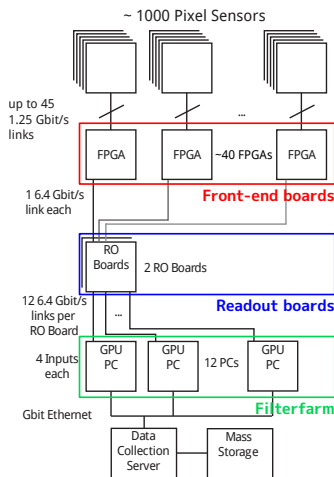 ~ 1000 Pixel Sensors
up to 45
1.25 Gbit/s
links
...
FPGA
FPGA
~40 FPGAs
FPGA
Front-end boards
1 6.4 Gbit/s
link each
RO
Boards
2 RO Boards
Readout boards
12 6.4 Gbit/s
links per
RO Board
...
4 Inputs
each
GPU
PC
GPU
PC
12 PCs
GPU
PC
Filterfarm
Gbit Ethernet
Data
Collection
Server
Mass
Storage